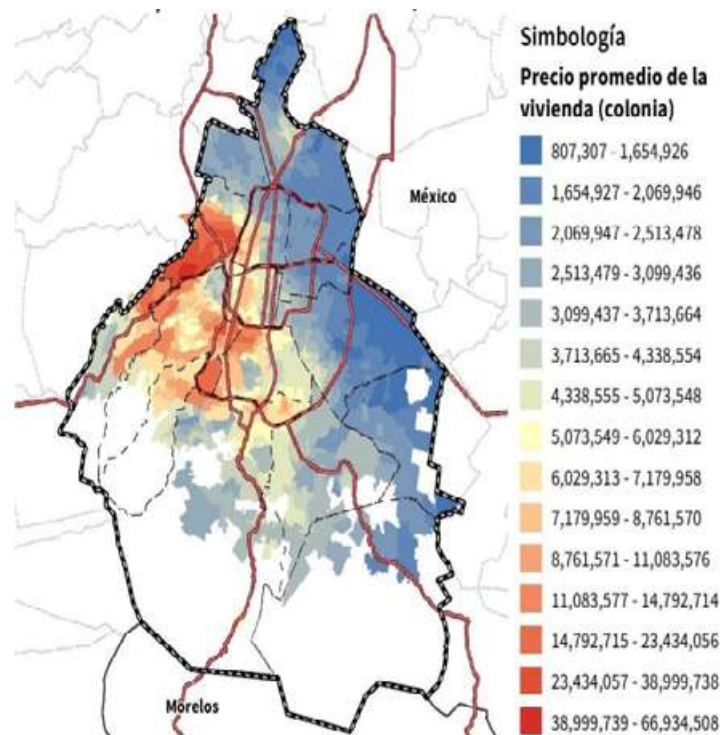 Simbología
Precio promedio de la
vivienda (colonia)
807,307 - 1,654,926
1,654,927 - 2,069,946
2,069,947 - 2,513,478
2,513,479 - 3,099,436
3,099,437 - 3,713,664
3,713,665 - 4,338,554
4,338,555 - 5,073,548
5,073,549 - 6,029,312
6,029,313 - 7,179,958
7,179,959 - 8,761,570
8,761,571 - 11,083,576
11,083,577 - 14,792,714
14,792,715 - 23,434,056
23,434,057 - 38,999,738
38,999,739 - 66,934,508
México
Morelos